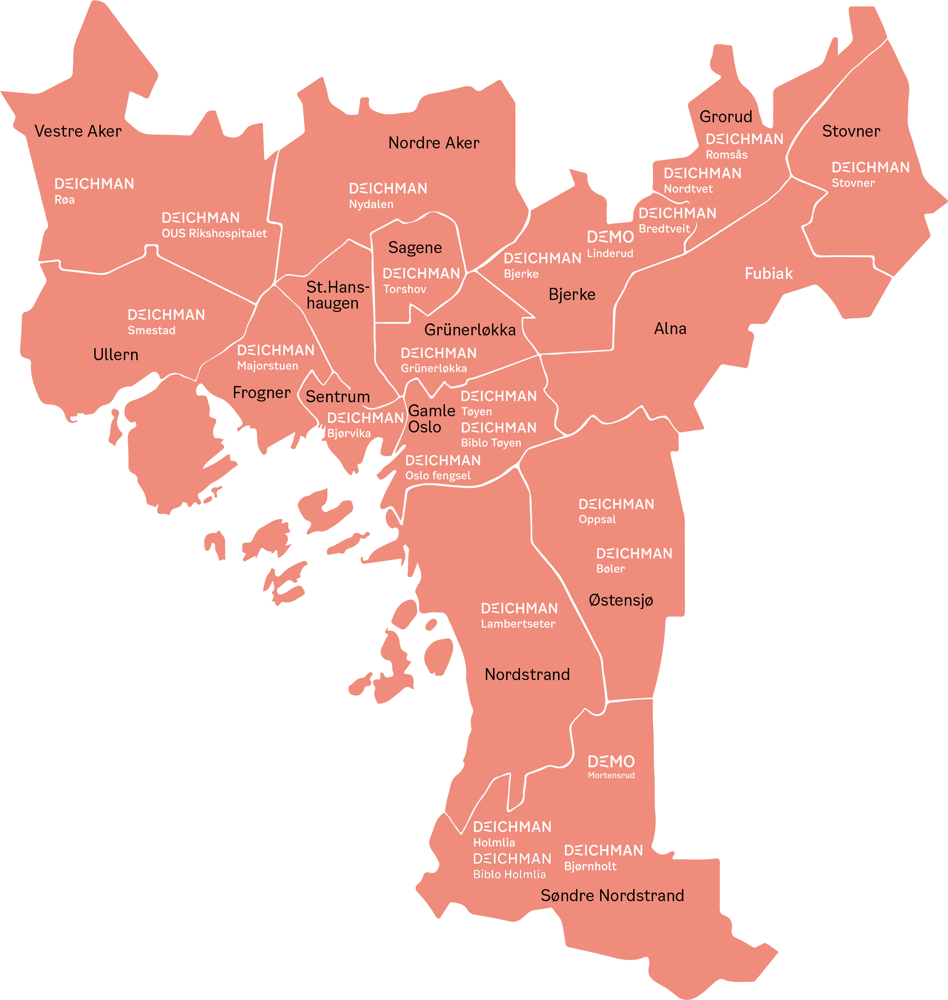 Vestre Aker
DEICHMAN
Røa
DEICHMAN
OUS Rikshospitalet
Nordre Aker
DEICHMAN
Nydalen
Grorud
DEICHMAN
Romsås
DEICHMAN
Nordtvet
Stovner
DEICHMAN
Stovner
DEICHMAN
Bredtveit
DEMO
Linderud
DEICHMAN
Bjerke
Bjerke
Fubiak
Alna
Sagene
DEICHMAN
Torshov
St.Hans-
haugen
DEICHMAN
Smestad
Ullern
DEICHMAN
Majorstuen
Frogner
Grünerløkka
DEICHMAN
Grünerløkka
Sentrum
DEICHMAN
Bjørvika
Gamle
Oslo
DEICHMAN
Tøyen
DEICHMAN
Biblo Tøyen
DEICHMAN
Oslo fengsel
DEICHMAN
Oppsal
DEICHMAN
Bøler
Østensjø
DEICHMAN
Lambertseter
Nordstrand
DEMO
Mortensrud
DEICHMAN
Holmlia
DEICHMAN
Biblo Holmlia
DEICHMAN
Bjørnholt
Søndre Nordstrand